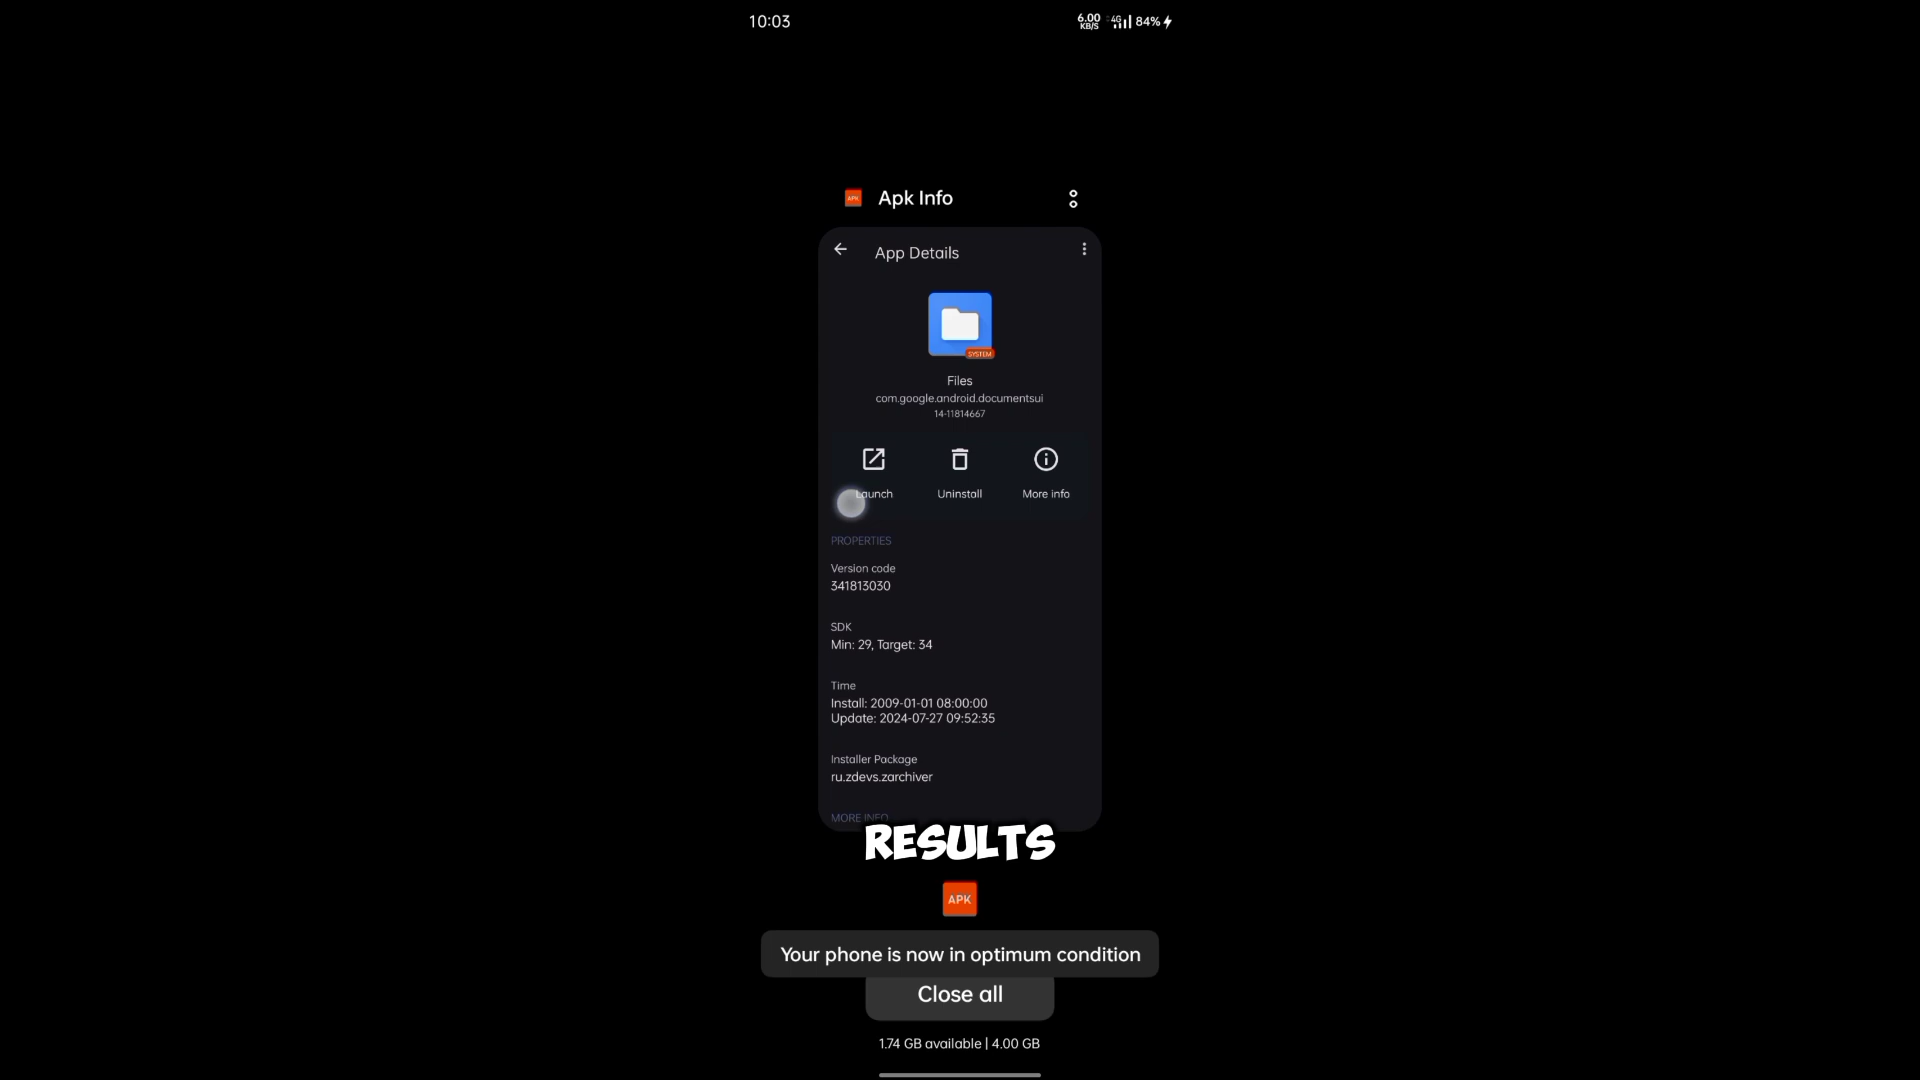 10:03
6.00 KB/S 4G 84%
APK Apk Info
App Details
SYSTEM
Files
com.google.android.documentsui
14-11814667
Launch Uninstall More info
PROPERTIES
Version code
341813030
SDK
Min: 29, Target: 34
Time
Install: 2009-01-01 08:00:00
Update: 2024-07-27 09:52:35
Installer Package
ru.zdevs.zarchiver
MORE INFO
RESULTS
APK
Your phone is now in optimum condition
Close all
1.74 GB available | 4.00 GB